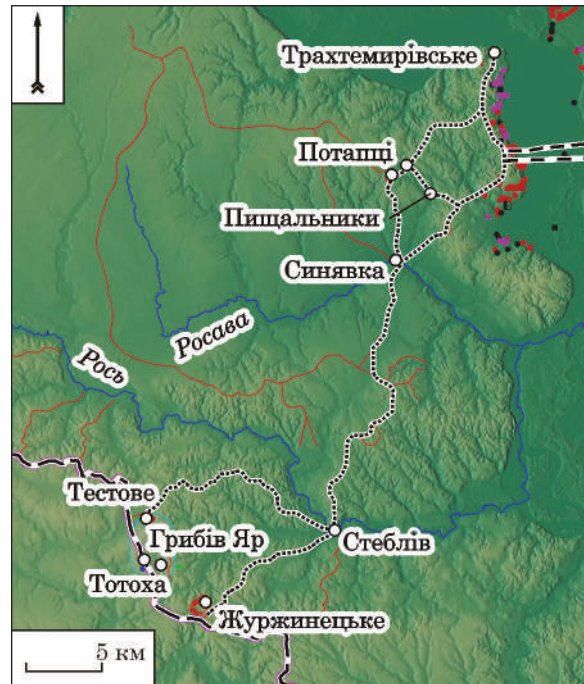 Трахтемирівське
Потапці
Пищальники
Синявка
Росава
Рось
Тестове
Грибів Яр
Стеблів
Тотоха
Журжинецьке
5 км